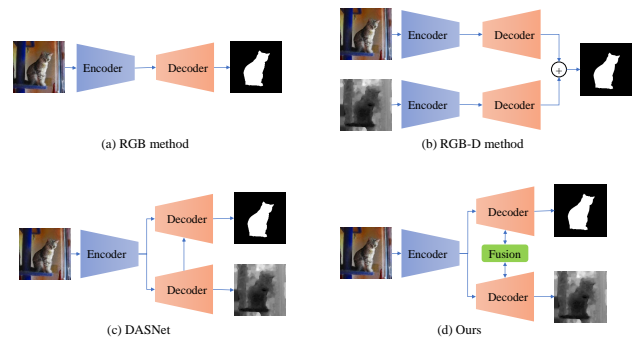 Encoder
Decoder
(a) RGB method
Encoder
Decoder
+
Encoder
Decoder
(b) RGB-D method
Encoder
Decoder
Decoder
(c) DASNet
Encoder
Decoder
Fusion
Decoder
(d) Ours